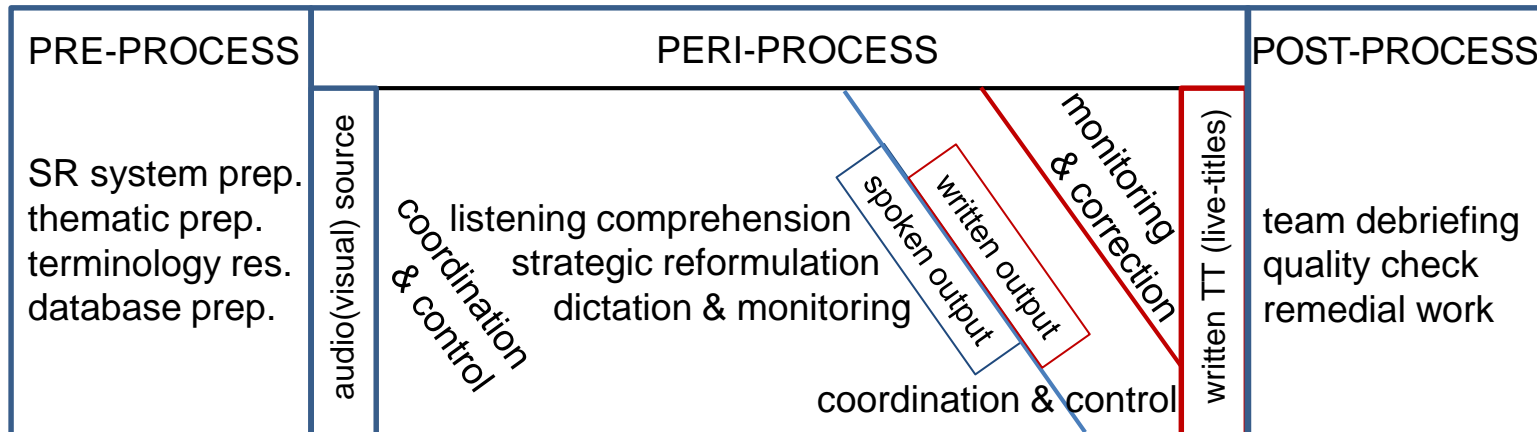 PRE-PROCESS
PERI-PROCESS
POST-PROCESS
SR system prep.
thematic prep.
terminology res.
database prep.
audio(visual) source
coordination
& control
listening comprehension
strategic reformulation
dictation & monitoring
spoken output
written output
monitoring
& correction
coordination & control
written TT (live-titles)
team debriefing
quality check
remedial work